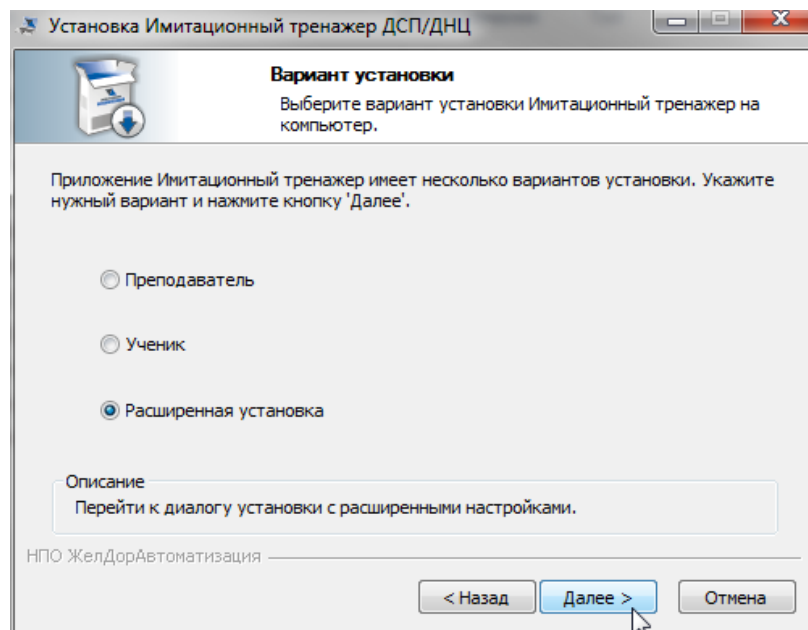 Установка Имитационный тренажер ДСП/ДНЦ
Вариант установки
Выберите вариант установки Имитационный тренажер на
компьютер.
Приложение Имитационный тренажер имеет несколько вариантов установки. Укажите
нужный вариант и нажмите кнопку 'Далее'.
Преподаватель
Ученик
Расширенная установка
Описание
Перейти к диалогу установки с расширенными настройками.
НПО ЖелДорАвтоматизация
< Назад
Далее >
Отмена